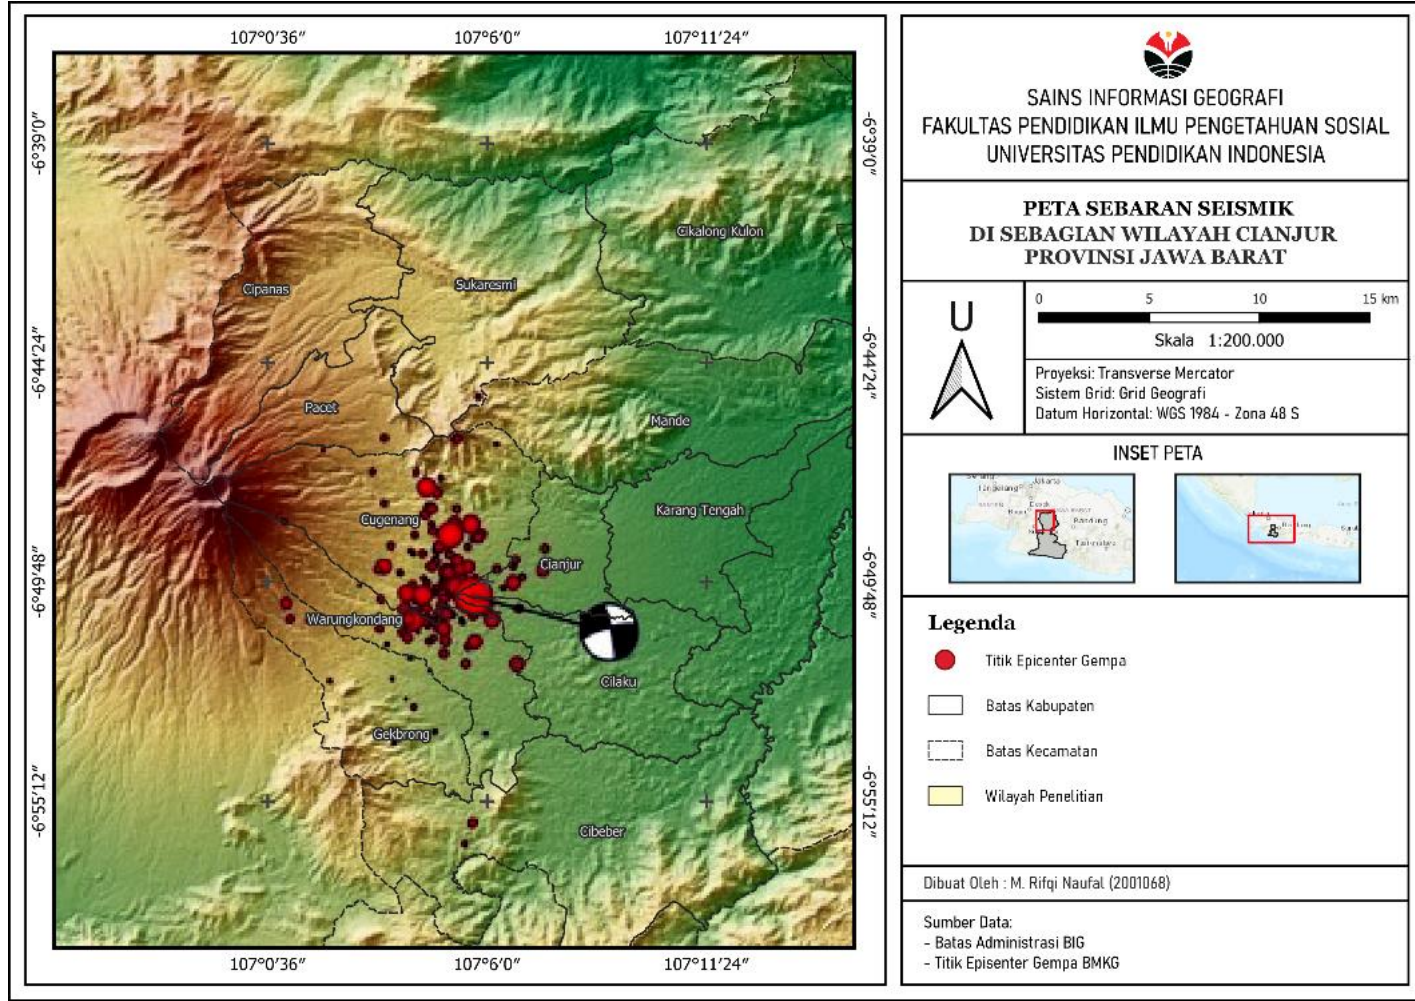 107°0′36″ 107°6′0″ 107°11′24″
-6°39′0″
-6°44′24″
-6°49′48″
-6°55′12″
-6°39′0″
-6°44′24″
-6°49′48″
-6°55′12″
Cikalong Kulon
Cipanas
Sukaresmi
Pacet
Mande
Karang Tengah
Cugenang
Cianjur
Warungkondang
Cilaku
Gekbrong
Cibeber
107°0′36″ 107°6′0″ 107°11′24″
SAINS INFORMASI GEOGRAFI
FAKULTAS PENDIDIKAN ILMU PENGETAHUAN SOSIAL
UNIVERSITAS PENDIDIKAN INDONESIA
PETA SEBARAN SEISMIK
DI SEBAGIAN WILAYAH CIANJUR
PROVINSI JAWA BARAT
U
0 5 10 15 km
Skala 1:200.000
Proyeksi: Transverse Mercator
Sistem Grid: Grid Geografi
Datum Horizontal: WGS 1984 - Zona 48 S
INSET PETA
Jakarta
Bandung
Legenda
Titik Epicenter Gempa
Batas Kabupaten
Batas Kecamatan
Wilayah Penelitian
Dibuat Oleh : M. Rifqi Naufal (2001068)
Sumber Data:
- Batas Administrasi BIG
- Titik Episenter Gempa BMKG